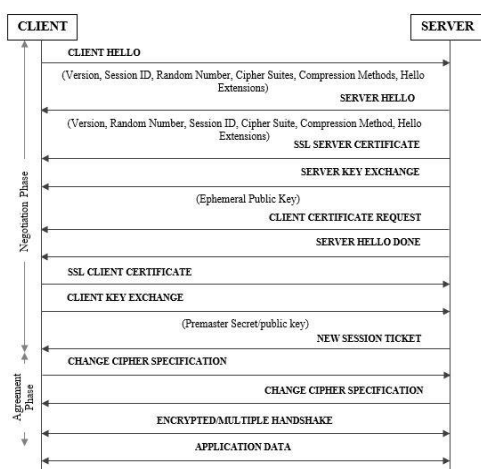 CLIENT
SERVER
CLIENT HELLO
(Version, Session ID, Random Number, Cipher Suites, Compression Methods, Hello
Extensions)
SERVER HELLO
(Version, Random Number, Session ID, Cipher Suite, Compression Method, Hello
Extensions)
SSL SERVER CERTIFICATE
SERVER KEY EXCHANGE
(Ephemeral Public Key)
CLIENT CERTIFICATE REQUEST
SERVER HELLO DONE
SSL CLIENT CERTIFICATE
CLIENT KEY EXCHANGE
(Premaster Secret/public key)
NEW SESSION TICKET
Negotiation Phase
CHANGE CIPHER SPECIFICATION
CHANGE CIPHER SPECIFICATION
ENCRYPTED/MULTIPLE HANDSHAKE
APPLICATION DATA
Agreement
Phase